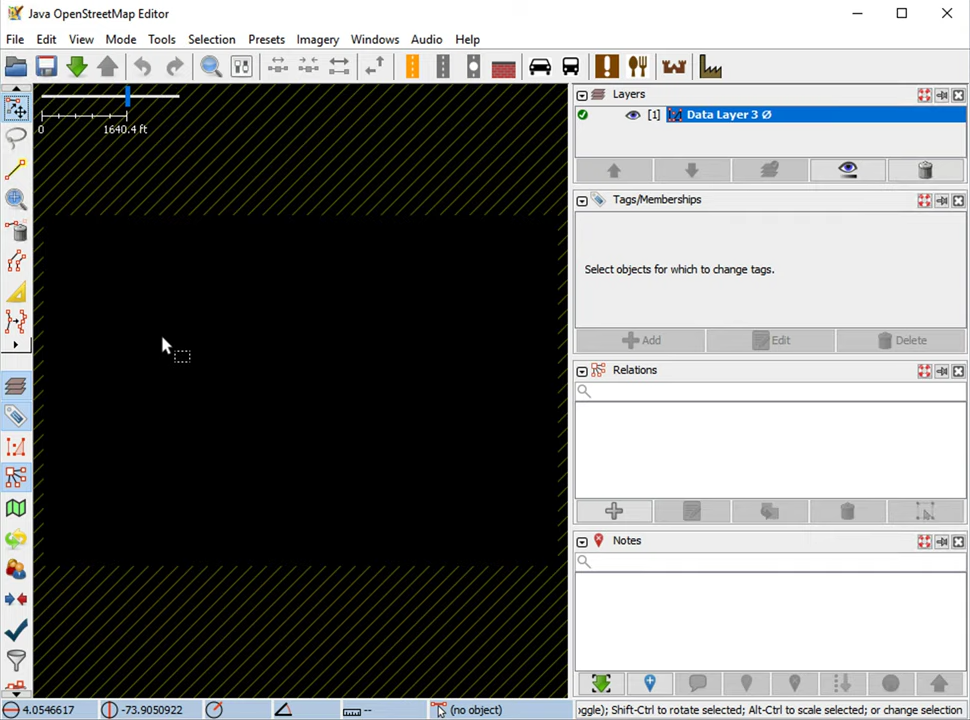 Java OpenStreetMap Editor
File Edit View Mode Tools Selection Presets Imagery Windows Audio Help
0 1640.4 ft
Layers
[1] Data Layer 3 Ø
Tags/Memberships
Select objects for which to change tags.
Add Edit Delete
Relations
Notes
4.0546617 -73.9050922 -- (no object) ggle); Shift-Ctrl to rotate selected; Alt-Ctrl to scale selected; or change selection